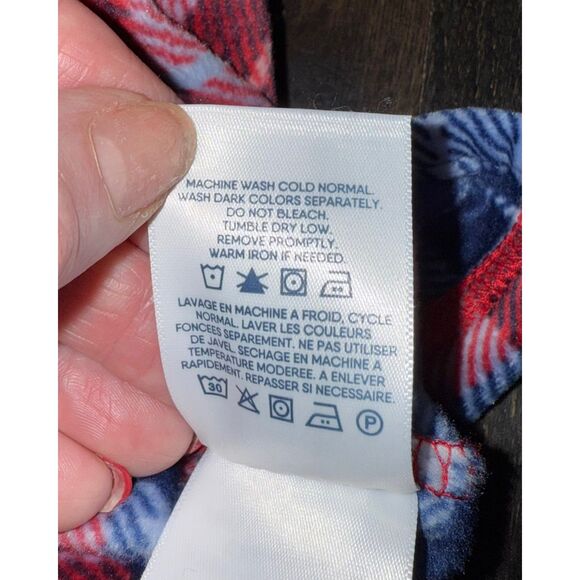 MACHINE WASH COLD NORMAL.
WASH DARK COLORS SEPARATELY.
DO NOT BLEACH.
TUMBLE DRY LOW.
REMOVE PROMPTLY.
WARM IRON IF NEEDED.
LAVAGE EN MACHINE A FROID, CYCLE
NORMAL. LAVER LES COULEURS
FONCEES SEPAREMENT. NE PAS UTILISER
DE JAVEL, SECHAGE EN MACHINE A
TEMPERATURE MODEREE. A ENLEVER
RAPIDEMENT. REPASSER SI NECESSAIRE.
30 P